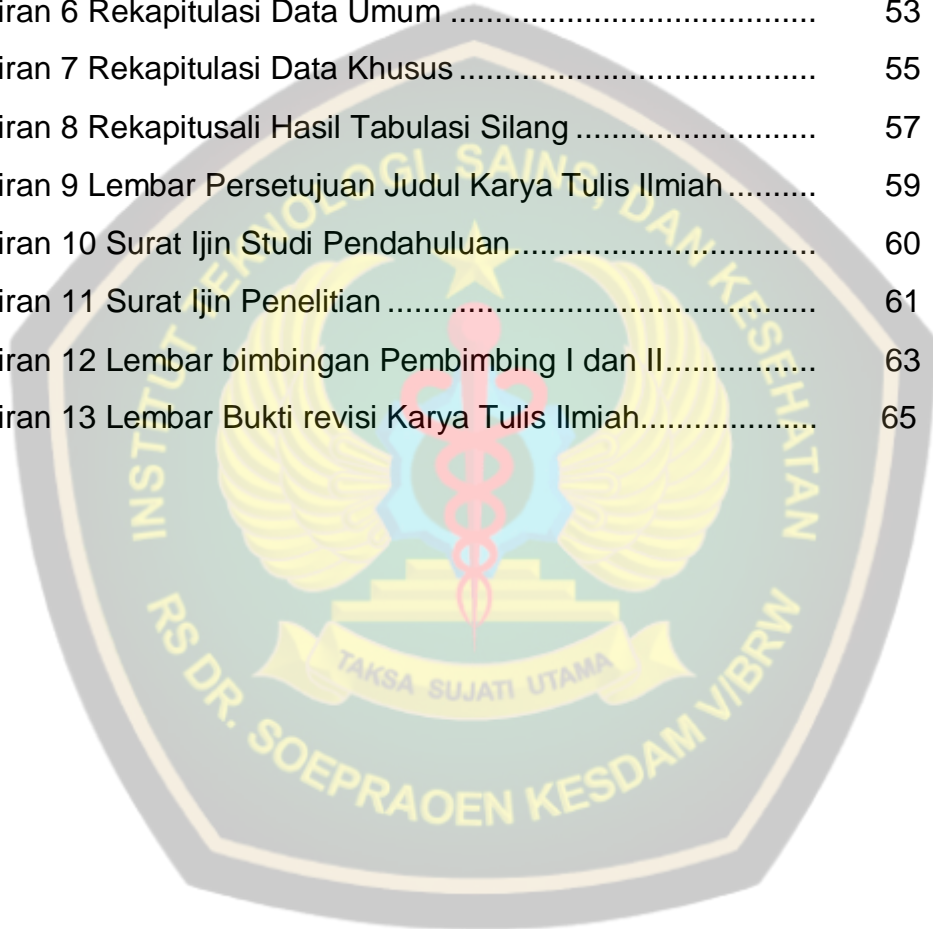 iran 6 Rekapitulasi Data Umum ..................................... 53
iran 7 Rekapitulasi Data Khusus .................................... 55
iran 8 Rekapitusali Hasil Tabulasi Silang ......................... 57
iran 9 Lembar Persetujuan Judul Karya Tulis Ilmiah .......... 59
iran 10 Surat Ijin Studi Pendahuluan............................... 60
iran 11 Surat Ijin Penelitian ........................................... 61
iran 12 Lembar bimbingan Pembimbing I dan II................ 63
iran 13 Lembar Bukti revisi Karya Tulis Ilmiah................... 65
INSTITUT TEKNOLOGI, SAINS, DAN KESEHATAN
TAKSA SUJATI UTAMA
RS DR. SOEPRAOEN KESDAM V/BRW